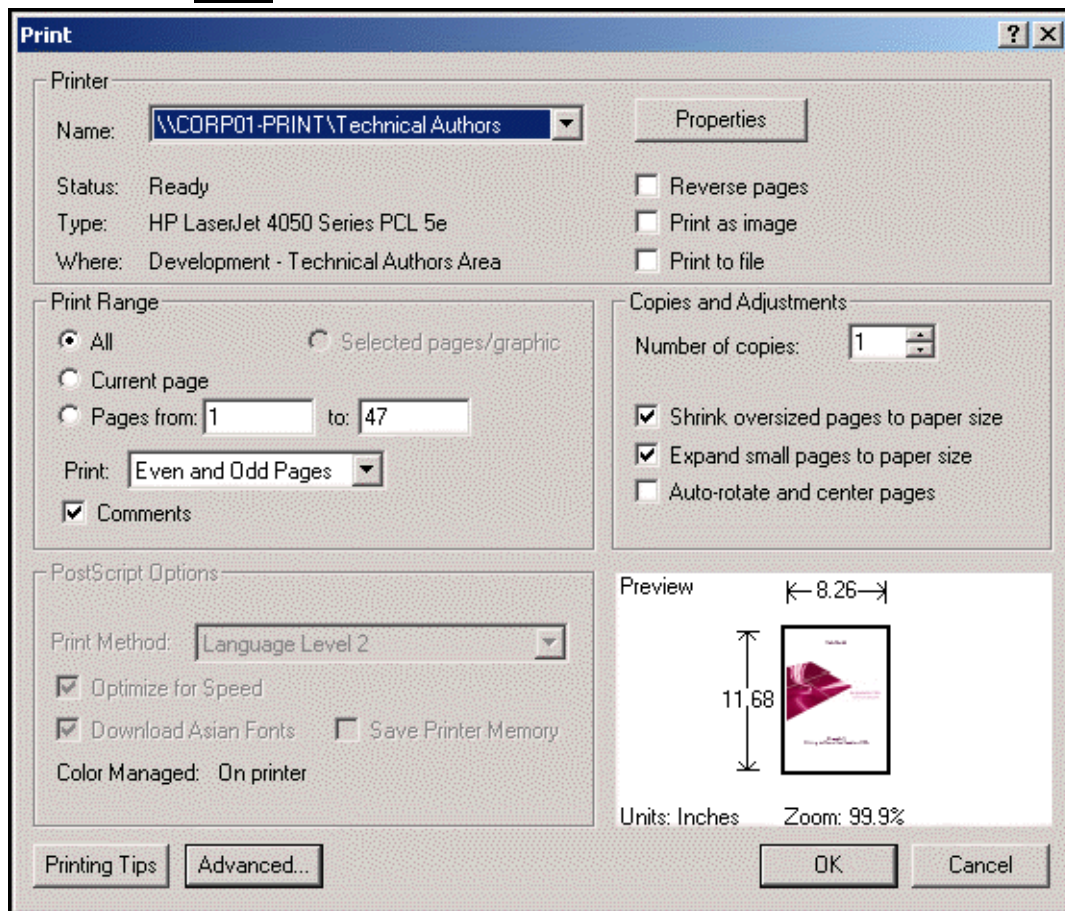 Print
Printer
Name: \\CORP01-PRINT\Technical Authors Properties
Status: Ready Reverse pages
Type: HP LaserJet 4050 Series PCL 5e Print as image
Where: Development - Technical Authors Area Print to file
Print Range
All Selected pages/graphic
Current page
Pages from: 1 to: 47
Print: Even and Odd Pages
Comments
Copies and Adjustments
Number of copies: 1
Shrink oversized pages to paper size
Expand small pages to paper size
Auto-rotate and center pages
PostScript Options
Print Method: Language Level 2
Optimize for Speed
Download Asian Fonts Save Printer Memory
Color Managed: On printer
Preview
8.26
11.68
Units: Inches Zoom: 99.9%
Printing Tips Advanced... OK Cancel